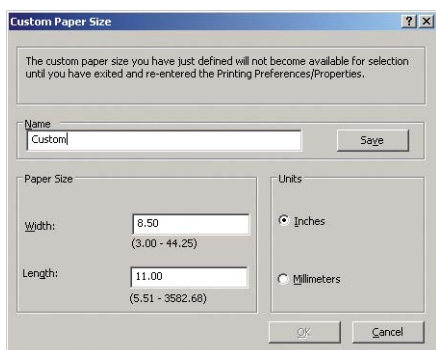 Custom Paper Size
The custom paper size you have just defined will not become available for selection
until you have exited and re-entered the Printing Preferences/Properties.
Name
Custom
Save
Paper Size
Width:
8.50
(3.00 - 44.25)
Length:
11.00
(5.51 - 3582.68)
Units
Inches
Millimeters
OK
Cancel